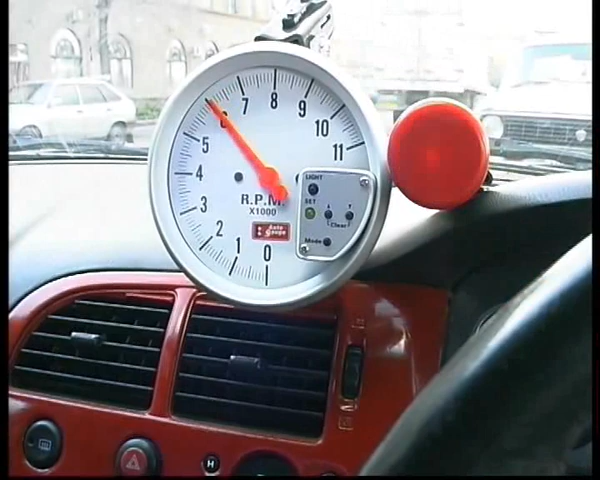 7 8 9
6 10
5 11
4
3
2
1 0
R.P.M.
X1000
Auto
Gauge
LIGHT
SET
Clear
Mode
H